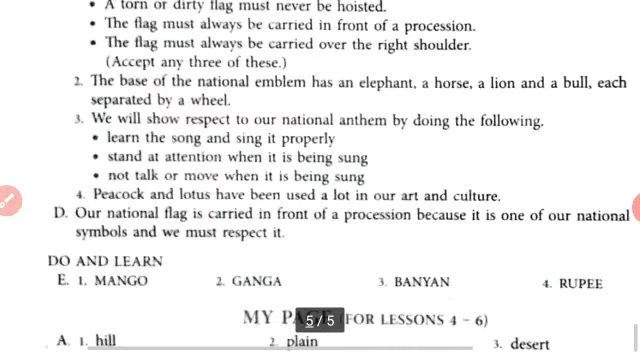 • A torn or dirty flag must never be hoisted.
• The flag must always be carried in front of a procession.
• The flag must always be carried over the right shoulder.
(Accept any three of these.)
2. The base of the national emblem has an elephant, a horse, a lion and a bull, each
separated by a wheel.
3. We will show respect to our national anthem by doing the following.
• learn the song and sing it properly
• stand at attention when it is being sung
• not talk or move when it is being sung
4. Peacock and lotus have been used a lot in our art and culture.
D. Our national flag is carried in front of a procession because it is one of our national
symbols and we must respect it.
DO AND LEARN
E. 1. MANGO 2. GANGA 3. BANYAN 4. RUPEE
MY (FOR LESSONS 4 – 6)
5 / 5
A. 1. hill 2. plain 3. desert